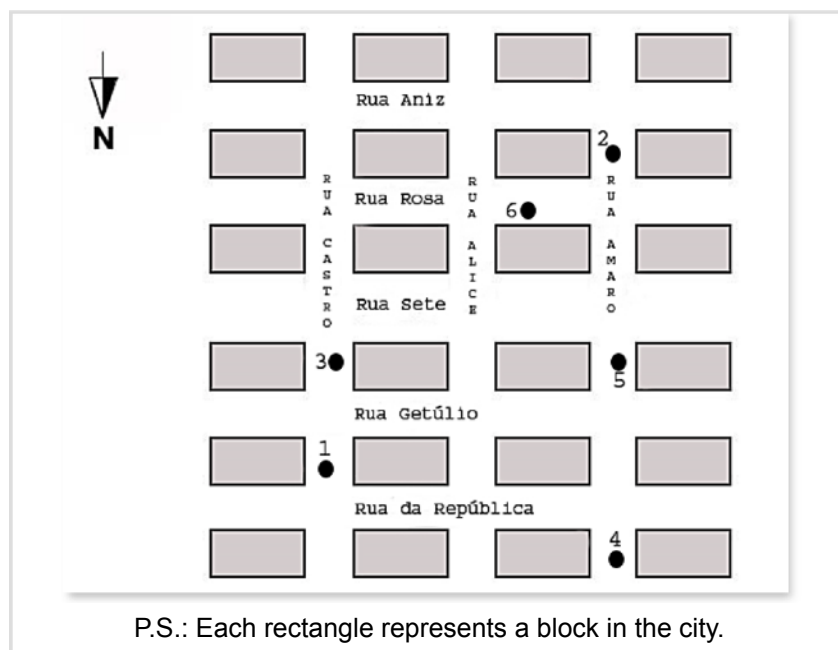 N
Rua Aniz
2
RUA CASTRO
Rua Rosa
RUA ALICE
RUA AMARO
6
Rua Sete
3
5
Rua Getúlio
1
Rua da República
4
P.S.: Each rectangle represents a block in the city.